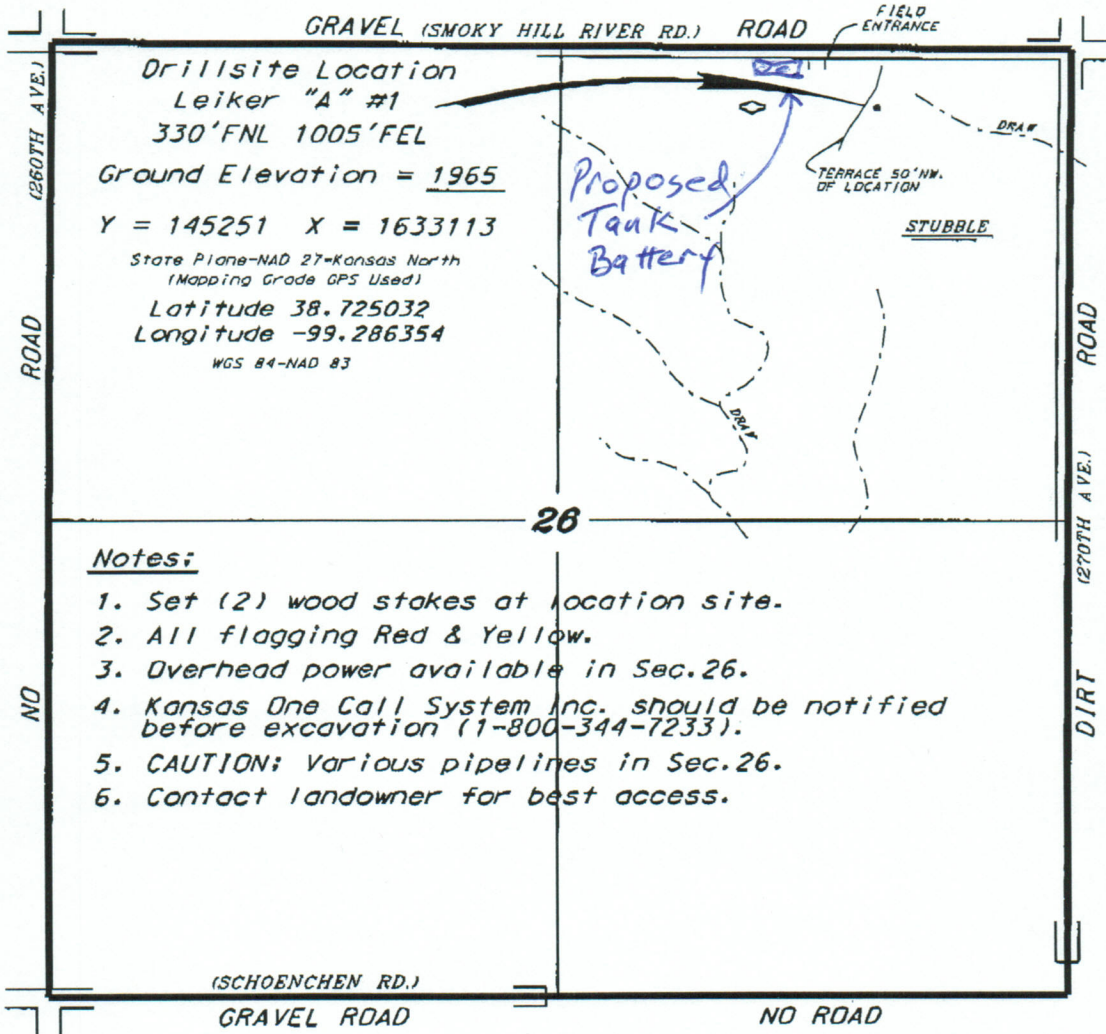 GRAVEL (SMOKY HILL RIVER RD.) ROAD
FIELD
ENTRANCE
(260TH AVE.)
ROAD
NO
Drillsite Location
Leiker "A" #1
330'FNL 1005'FEL
Ground Elevation = 1965
Y = 145251 X = 1633113
State Plane-NAD 27-Kansas North
(Mapping Grade GPS Used)
Latitude 38.725032
Longitude -99.286354
WGS 84-NAD 83
Proposed
Tank
Battery
DRAW
TERRACE 50'NW.
OF LOCATION
STUBBLE
DRAW
ROAD
(270TH AVE.)
DIRT
26
Notes:
1. Set (2) wood stakes at location site.
2. All flagging Red & Yellow.
3. Overhead power available in Sec.26.
4. Kansas One Call System Inc. should be notified
before excavation (1-800-344-7233).
5. CAUTION: Various pipelines in Sec.26.
6. Contact landowner for best access.
(SCHOENCHEN RD.)
GRAVEL ROAD
NO ROAD